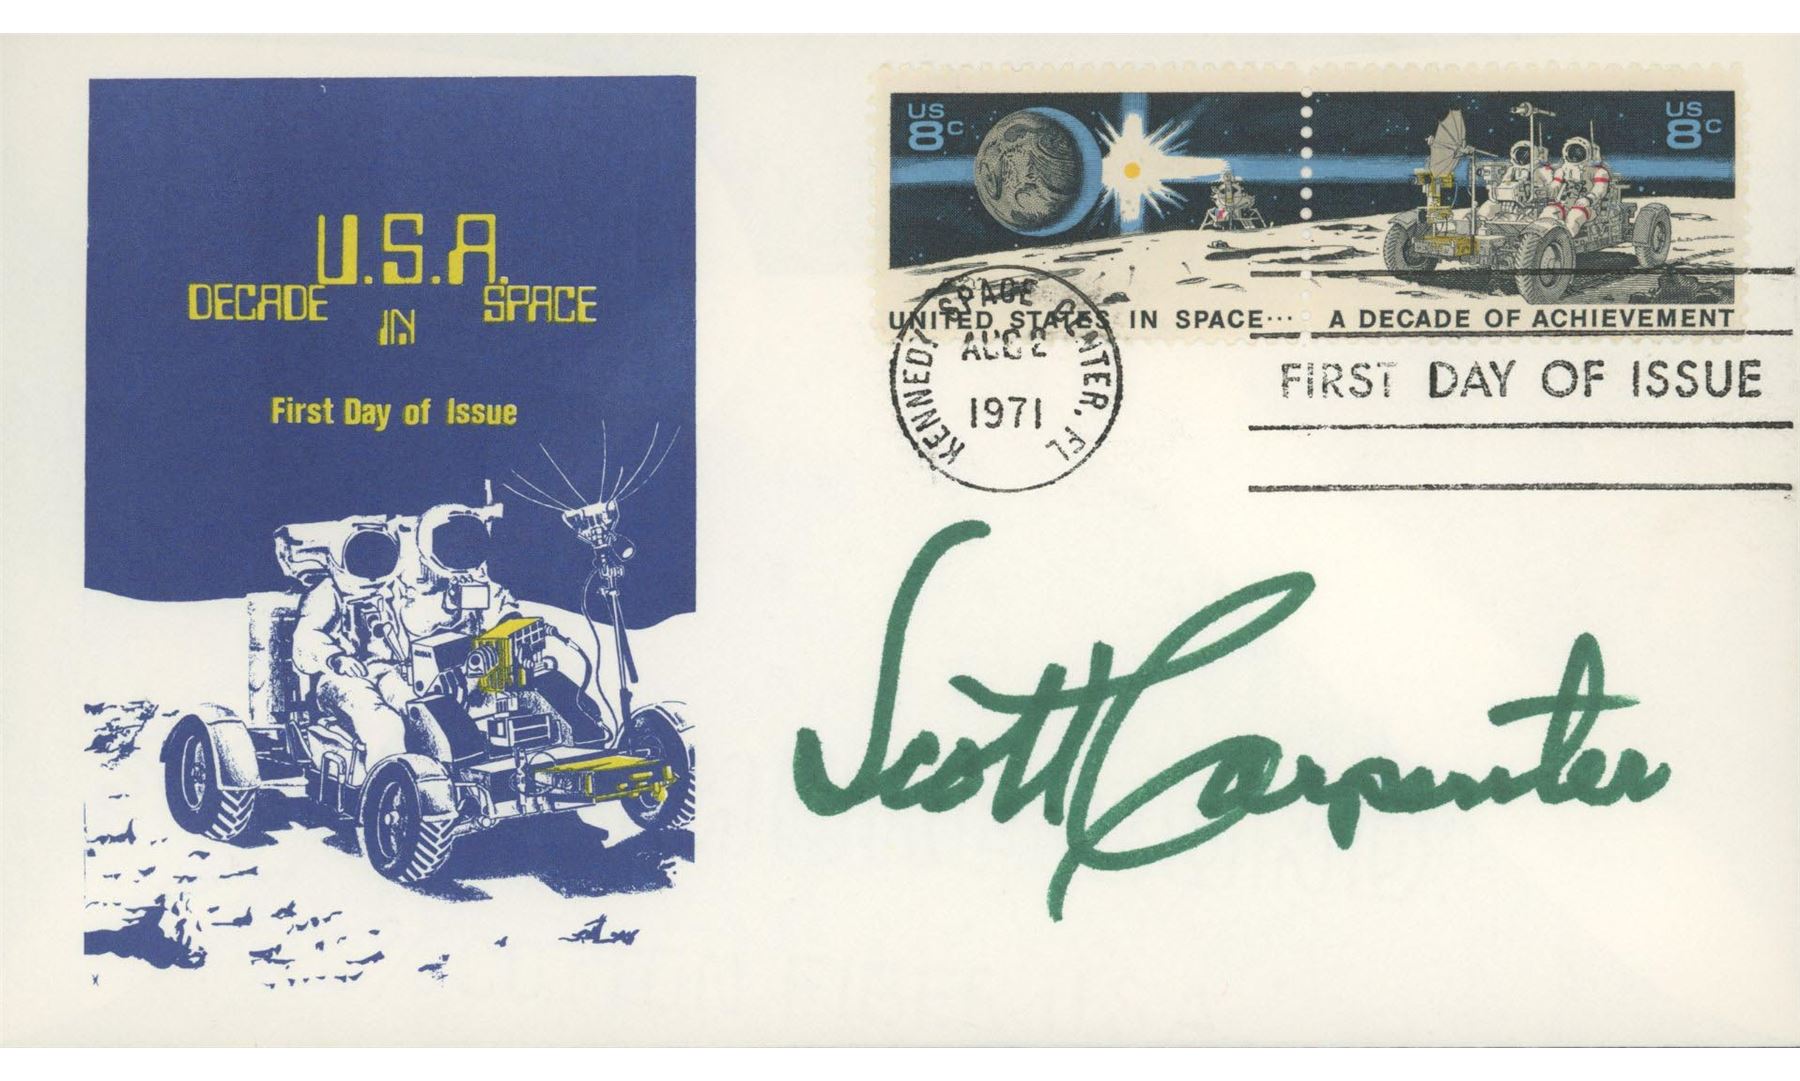 U.S.A.
DECADE IN SPACE
First Day of Issue
US 8c
US 8c
UNITED STATES IN SPACE... A DECADE OF ACHIEVEMENT
KENNEDY SPACE CENTER, FL
AUG 2
1971
FIRST DAY OF ISSUE
Scott Carpenter